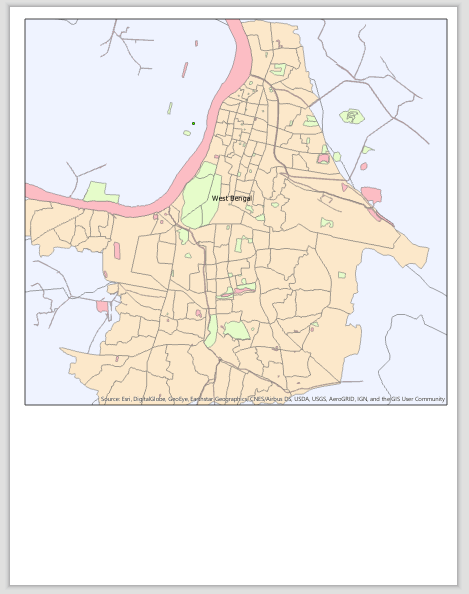 West Bengal
Source: Esri, DigitalGlobe, GeoEye, Earthstar Geographics, CNES/Airbus DS, USDA, USGS, AeroGRID, IGN, and the GIS User Community